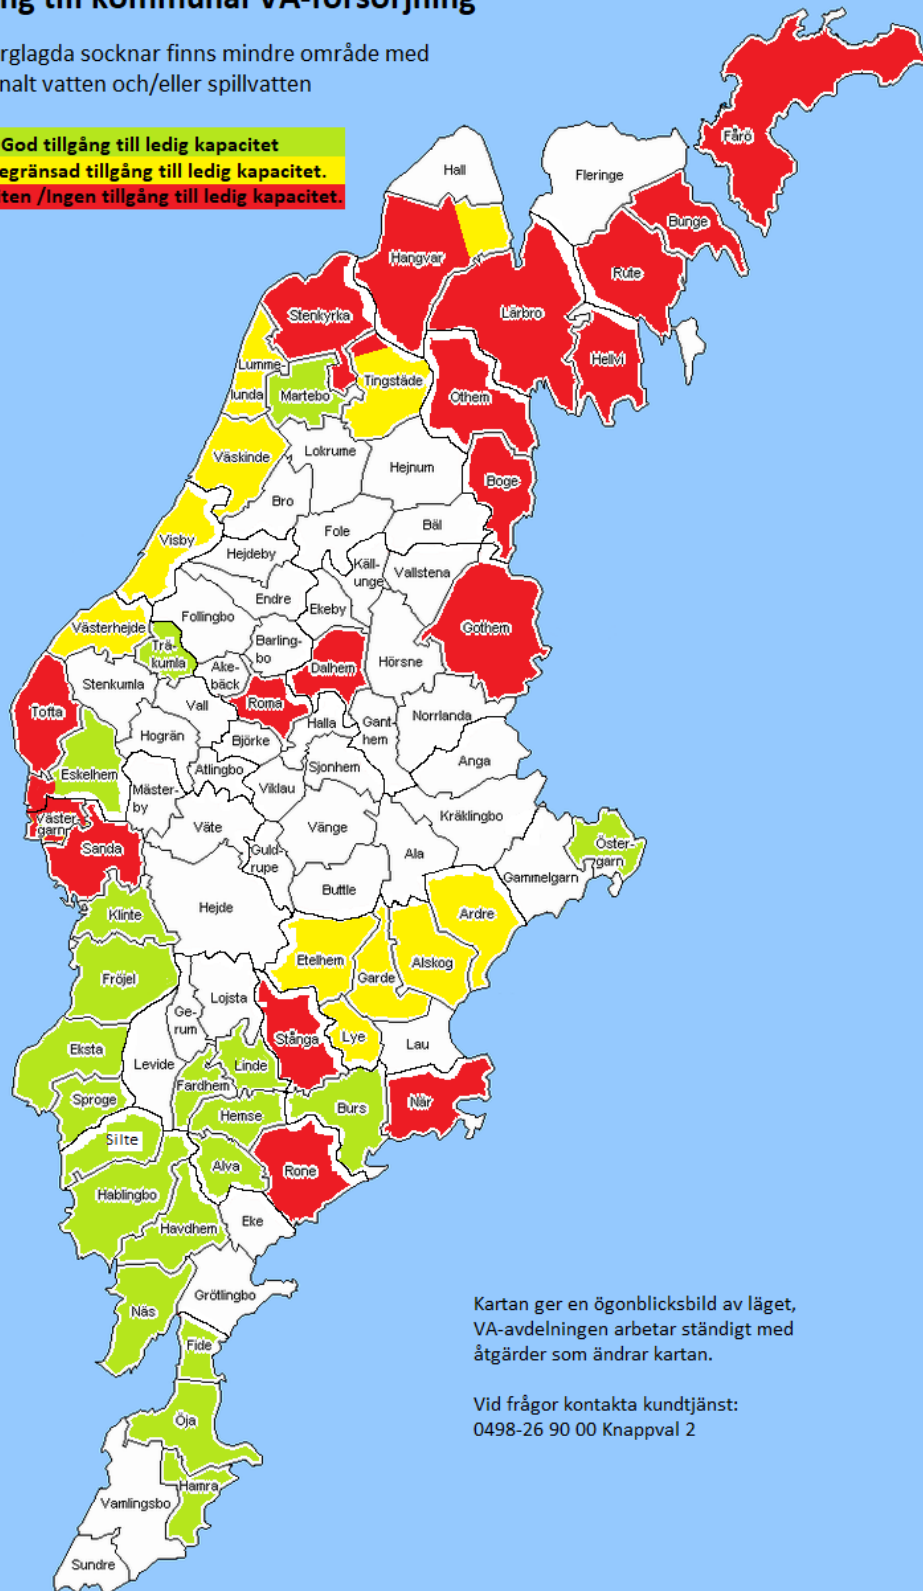 ng till kommunal VA-försörjning
rglagda socknar finns mindre område med
nalt vatten och/eller spillvatten
God tillgång till ledig kapacitet
egränsad tillgång till ledig kapacitet.
iten /Ingen tillgång till ledig kapacitet.
Fårö
Hall
Fleringe
Bunge
Hangvar
Rute
Stenkyrka
Lärbro
Hellvi
Lumme-
lunda
Martebo
Tingstäde
Othem
Väskinde
Lokrume
Hejnum
Boge
Bro
Visby
Fole
Bäl
Hejdeby
Käll-
unge
Vallstena
Endre
Ekeby
Follingbo
Västerhejde
Trä-
kumla
Barling-
bo
Gothem
Dalhem
Hörsne
Ake-
bäck
Stenkumla
Vall
Roma
Tofta
Halla
Gant-
hem
Norrlanda
Hogrän
Björke
Eskelhem
Atlingbo
Sjonhem
Anga
Mäster-
by
Viklau
Väster-
garn
Väte
Vänge
Kräklingbo
Sanda
Guld-
rupe
Ala
Öster-
garn
Buttle
Gammelgarn
Klinte
Hejde
Ardre
Etelhem
Garde
Alskog
Fröjel
Lojsta
Ge-
rum
Stånga
Lye
Lau
Eksta
Levide
Linde
Fardhem
Sproge
Hemse
Burs
När
Silte
Alva
Rone
Hablingbo
Havdhem
Eke
Näs
Grötlingbo
Kartan ger en ögonblicksbild av läget,
VA-avdelningen arbetar ständigt med
åtgärder som ändrar kartan.
Vid frågor kontakta kundtjänst:
0498-26 90 00 Knappval 2
Fide
Öja
Hamra
Vamlingsbo
Sundre